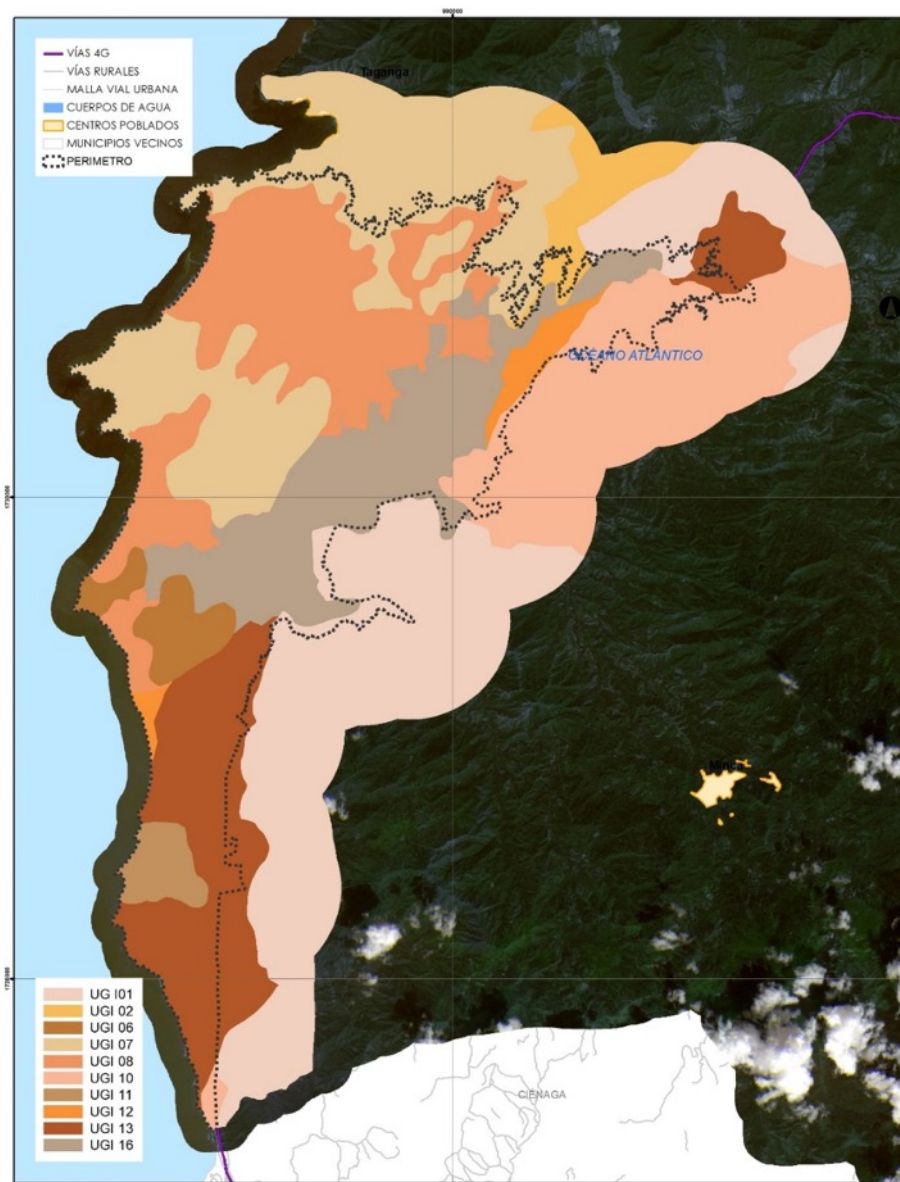 990000
VÍAS 4G
VÍAS RURALES
MALLA VIAL URBANA
CUERPOS DE AGUA
CENTROS POBLADOS
MUNICIPIOS VECINOS
PERIMETRO
Taganga
OCÉANO ATLÁNTICO
Minca
CIÉNAGA
UG I01
UGI 02
UGI 06
UGI 07
UGI 08
UGI 10
UGI 11
UGI 12
UGI 13
UGI 16